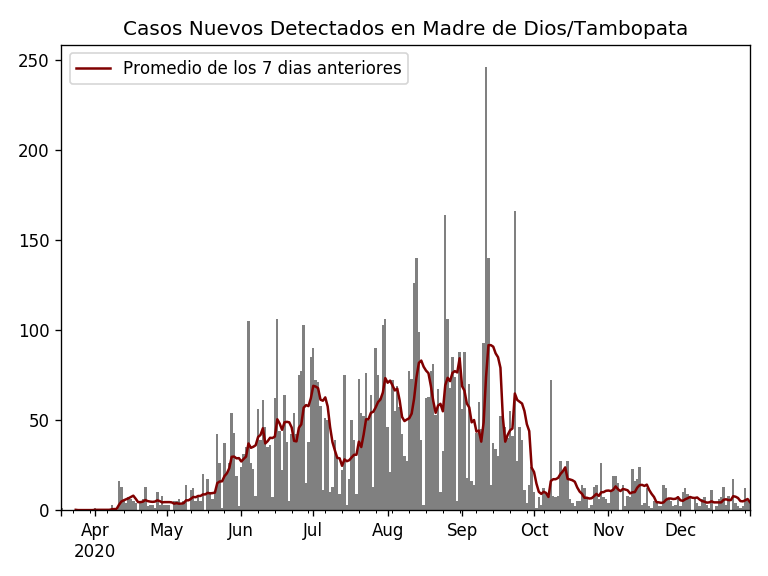 Casos Nuevos Detectados en Madre de Dios/Tambopata
Promedio de los 7 dias anteriores
250
200
150
100
50
0
Apr May Jun Jul Aug Sep Oct Nov Dec
2020